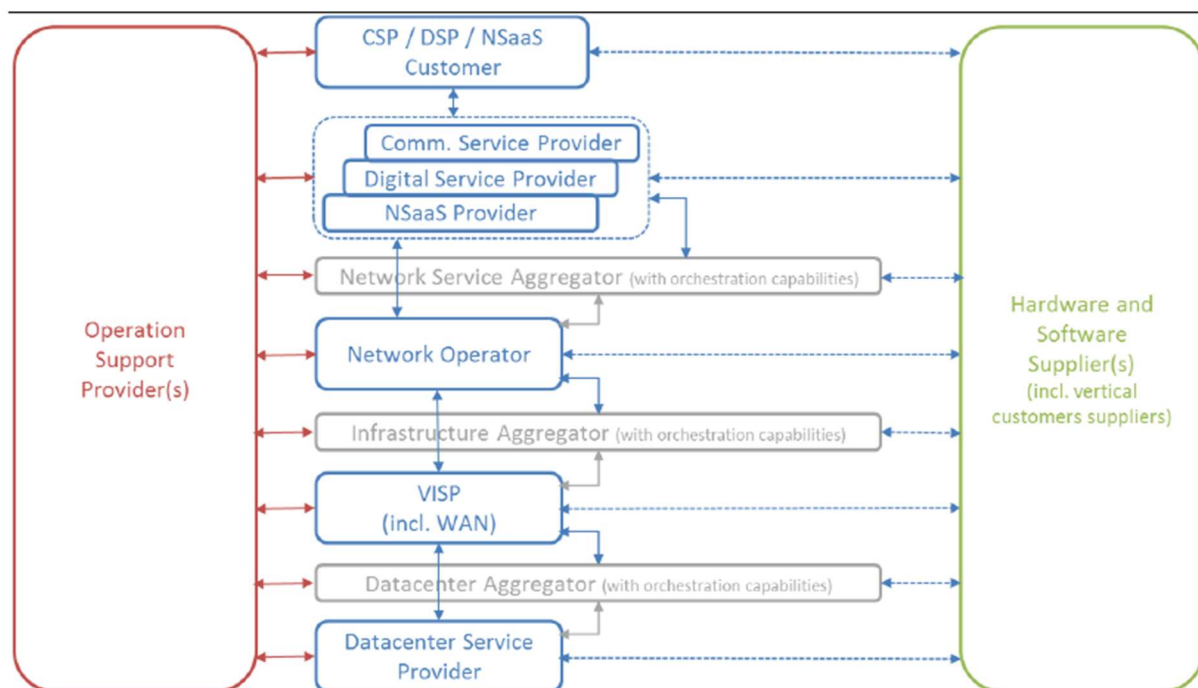 CSP / DSP / NSaaS
Customer
Comm. Service Provider
Digital Service Provider
NSaaS Provider
Network Service Aggregator (with orchestration capabilities)
Operation
Support
Provider(s)
Network Operator
Hardware and
Software
Supplier(s)
(incl. vertical
customers suppliers)
Infrastructure Aggregator (with orchestration capabilities)
VISP
(incl. WAN)
Datacenter Aggregator (with orchestration capabilities)
Datacenter Service
Provider